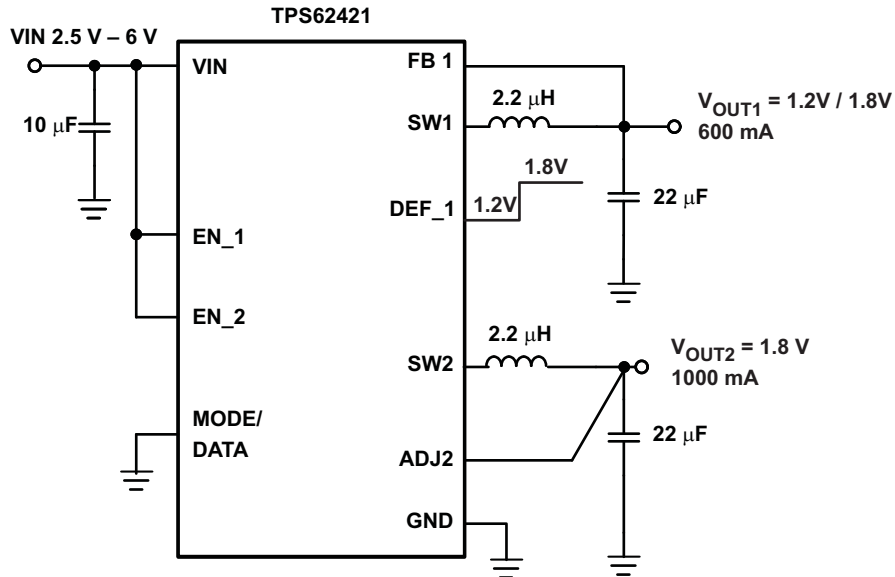 TPS62421
VIN 2.5 V – 6 V
VIN
FB 1
10 μF
2.2 μH
SW1
VOUT1 = 1.2V / 1.8V
600 mA
1.8V
DEF_1
1.2V
22 μF
EN_1
EN_2
2.2 μH
SW2
VOUT2 = 1.8 V
1000 mA
MODE/
DATA
22 μF
ADJ2
GND